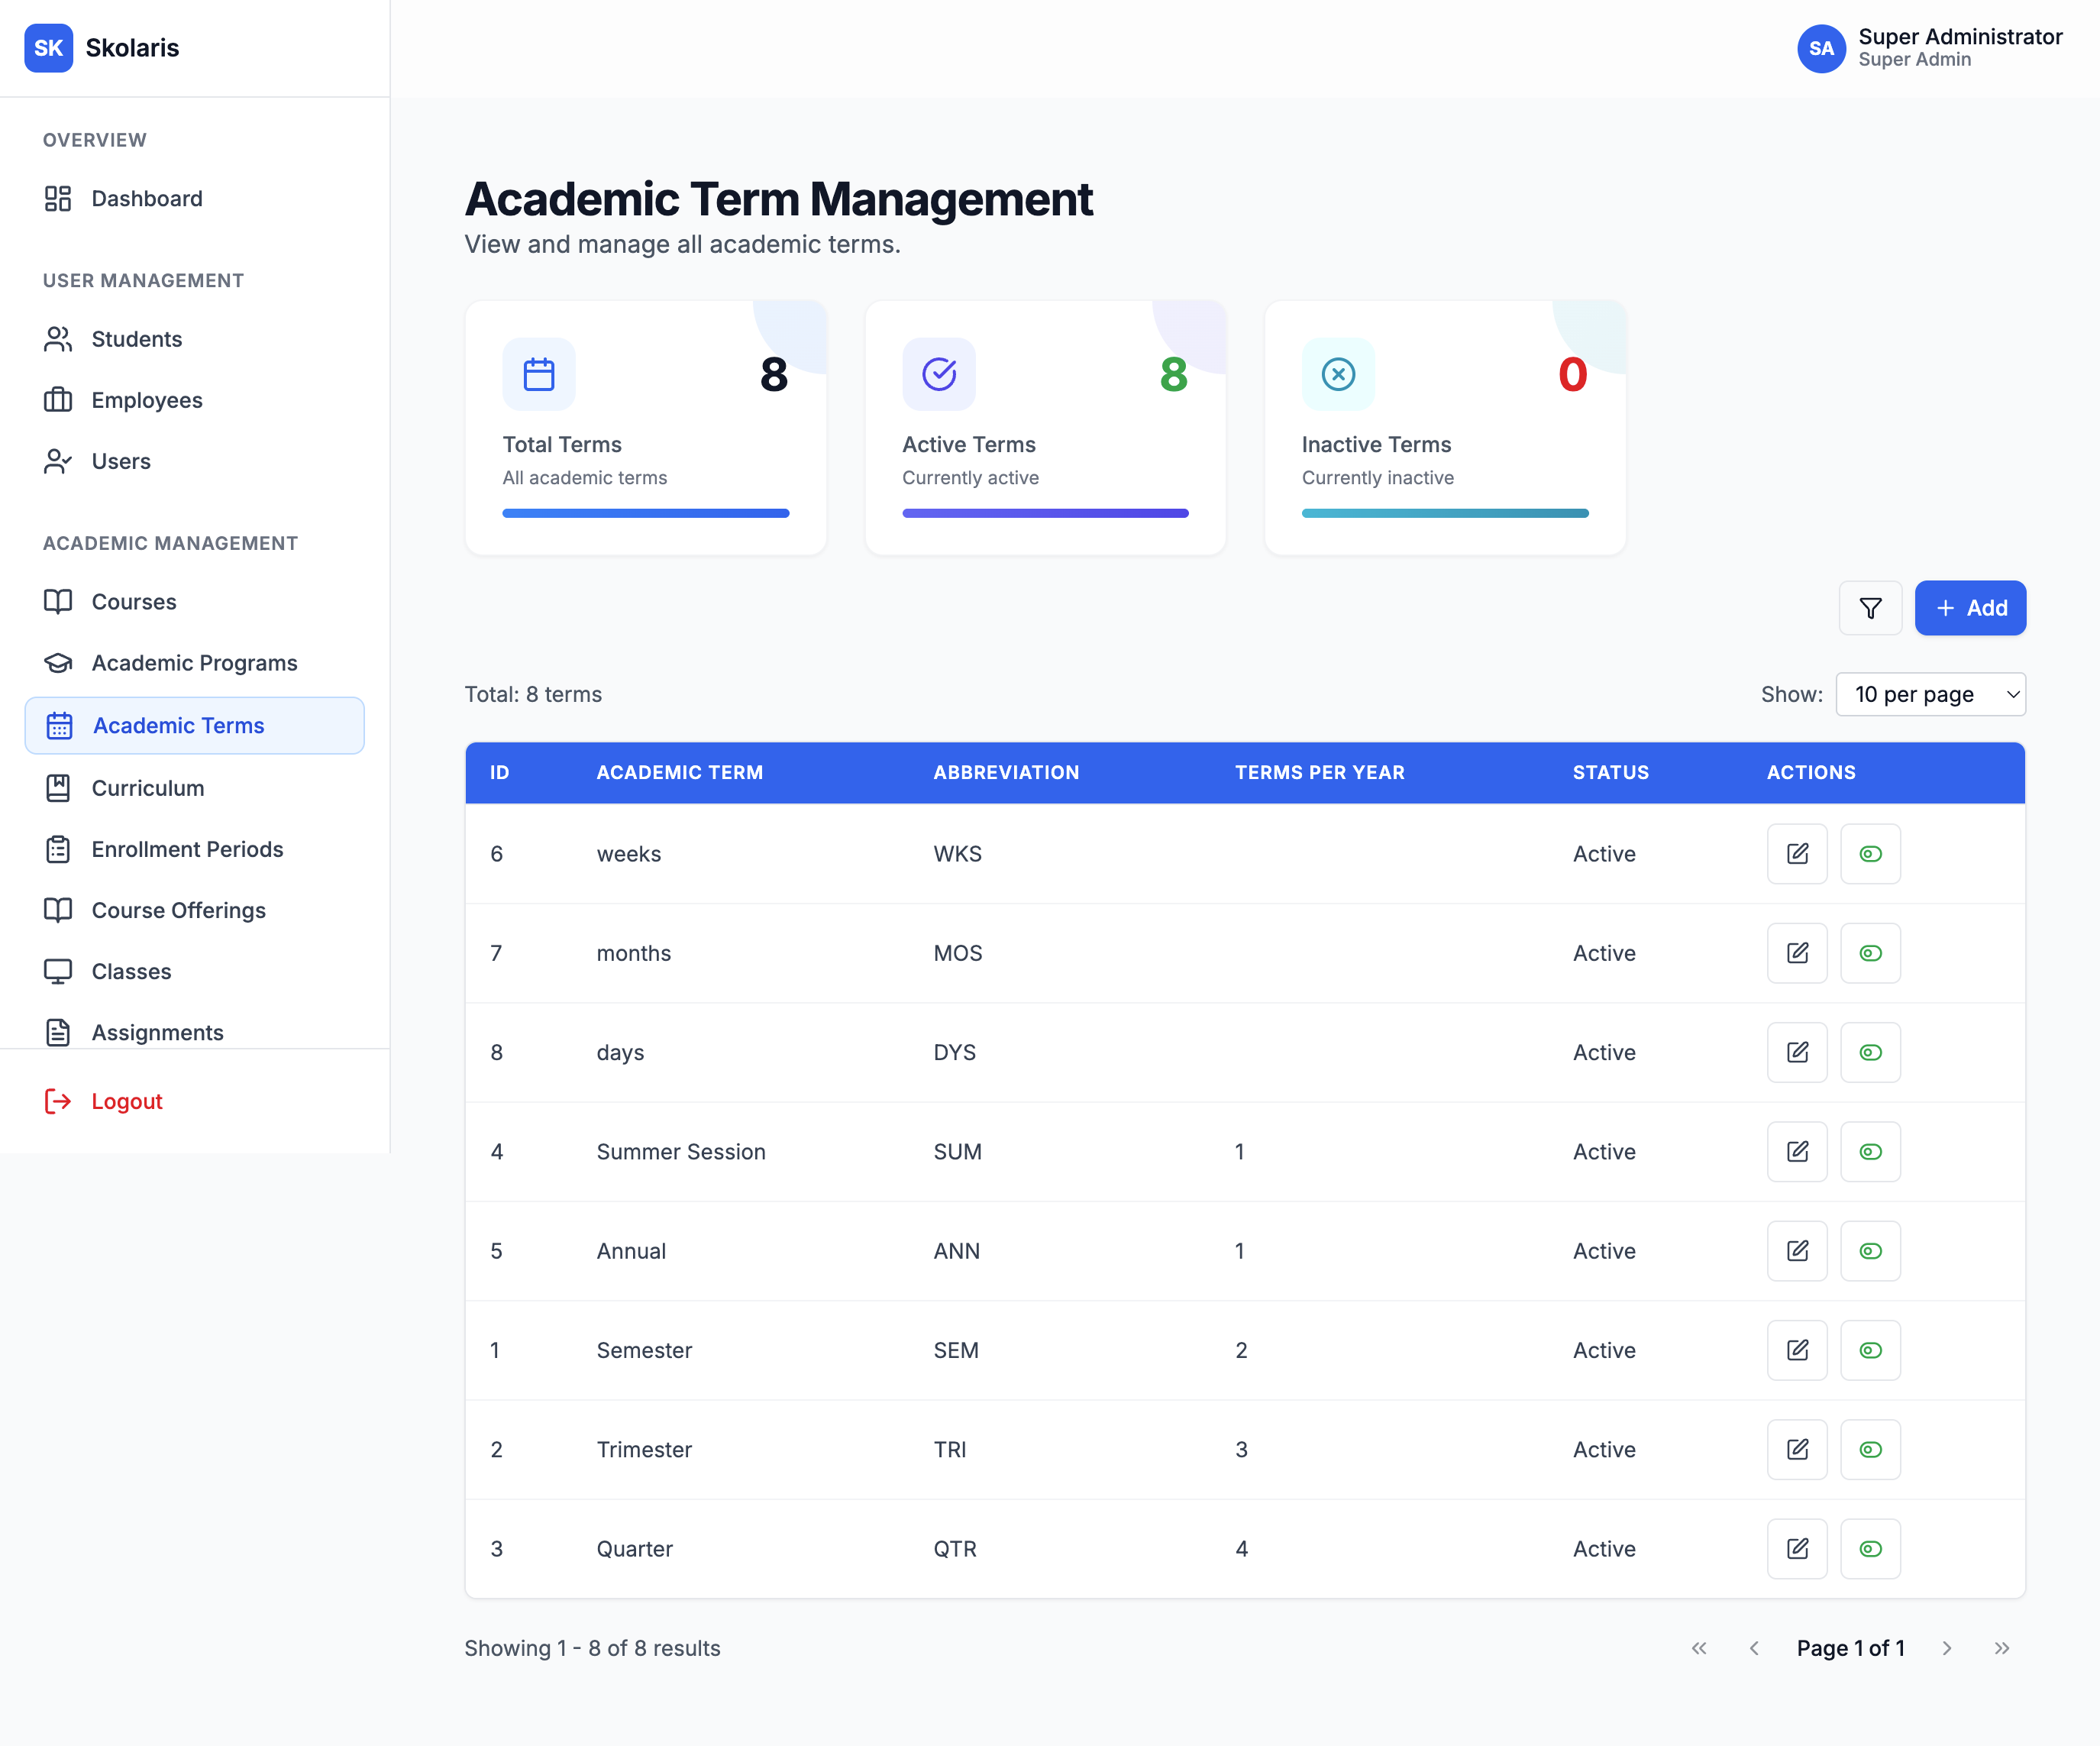 SK Skolaris
SA Super Administrator
Super Admin
OVERVIEW
Dashboard
USER MANAGEMENT
Students
Employees
Users
ACADEMIC MANAGEMENT
Courses
Academic Programs
Academic Terms
Curriculum
Enrollment Periods
Course Offerings
Classes
Assignments
Logout
Academic Term Management
View and manage all academic terms.
8
Total Terms
All academic terms
8
Active Terms
Currently active
0
Inactive Terms
Currently inactive
Add
Total: 8 terms
Show: 10 per page
ID ACADEMIC TERM ABBREVIATION TERMS PER YEAR STATUS ACTIONS
6 weeks WKS Active
7 months MOS Active
8 days DYS Active
4 Summer Session SUM 1 Active
5 Annual ANN 1 Active
1 Semester SEM 2 Active
2 Trimester TRI 3 Active
3 Quarter QTR 4 Active
Showing 1 - 8 of 8 results
Page 1 of 1